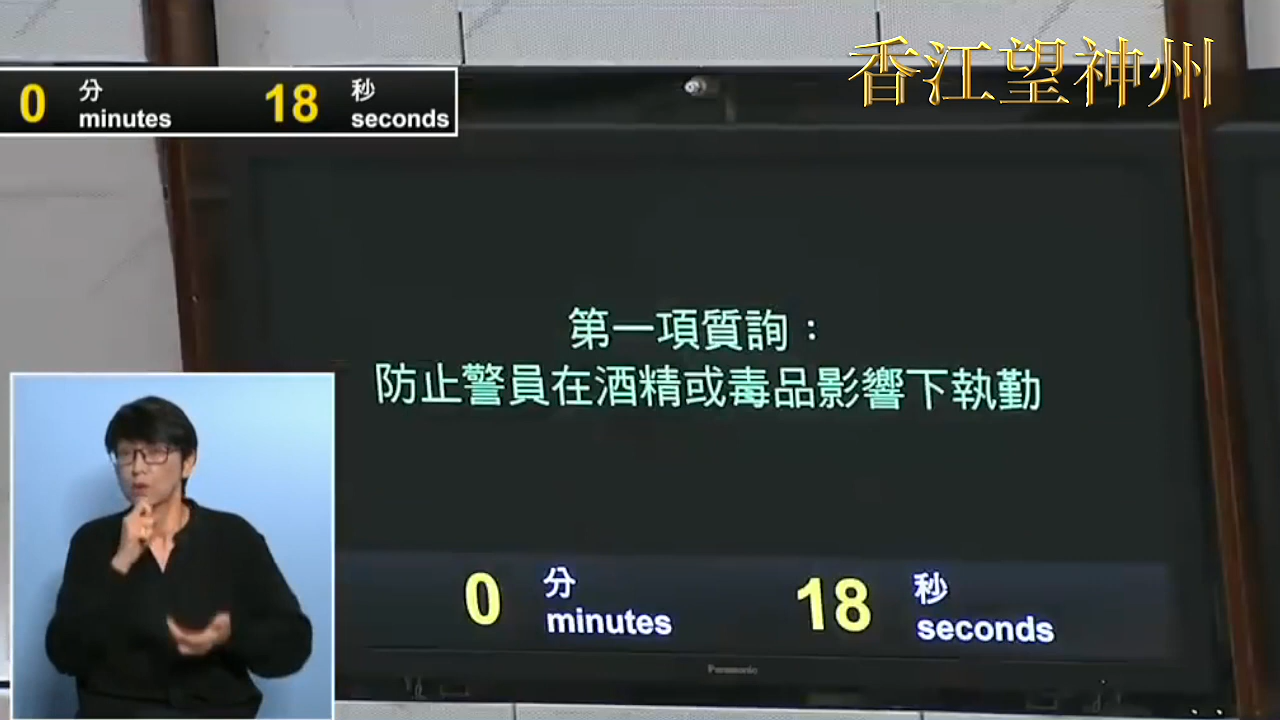 香江望神州
0 分 18 秒
minutes seconds
第一項質詢：
防止警員在酒精或毒品影響下執勤
0 分 18 秒
minutes seconds
Panasonic